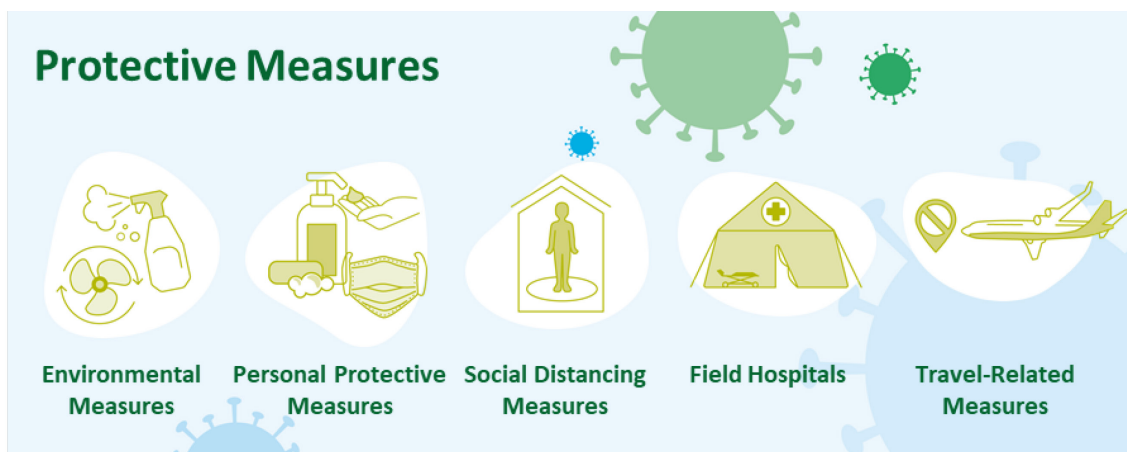 Protective Measures
Environmental
Measures
Personal Protective
Measures
Social Distancing
Measures
Field Hospitals
Travel-Related
Measures